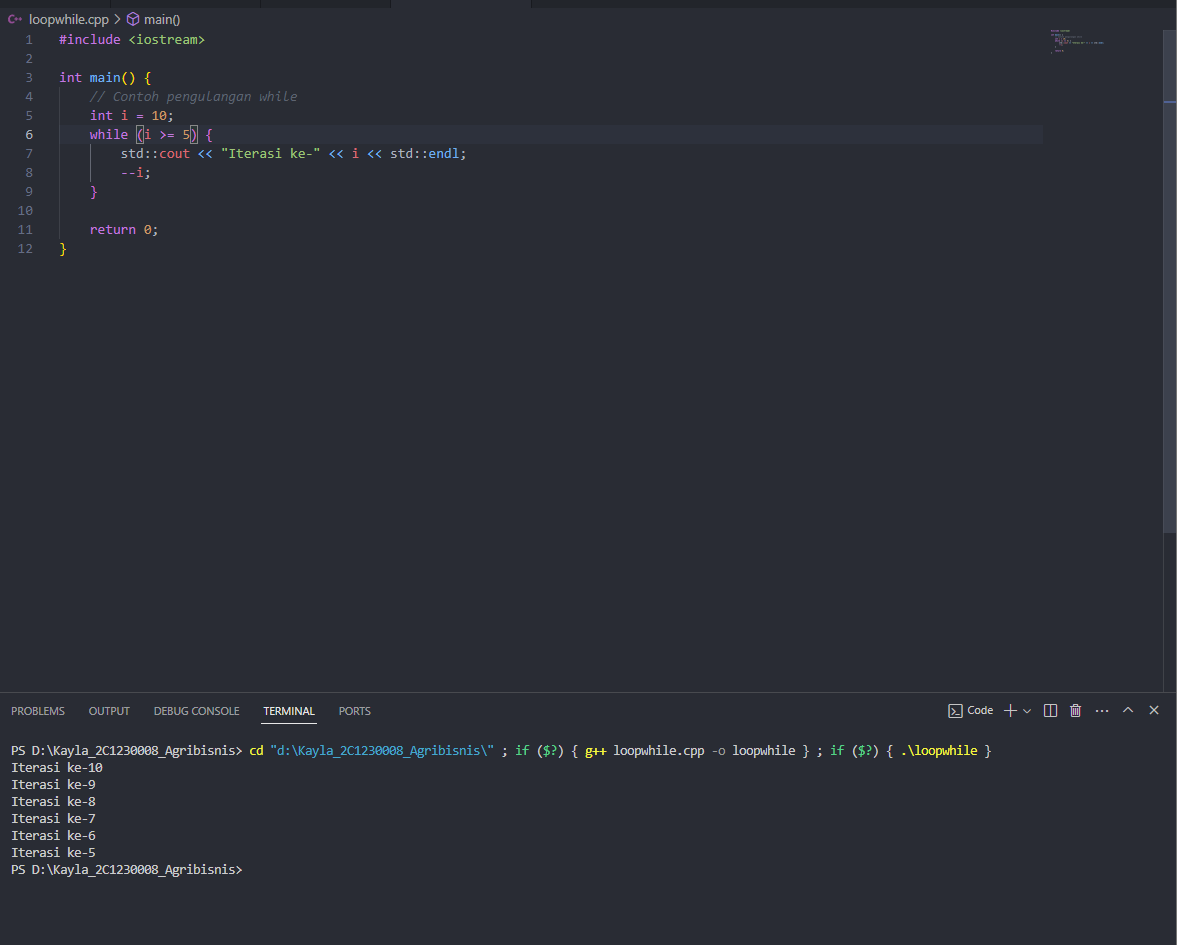 C++ loopwhile.cpp > main()
1 #include <iostream>
2
3 int main() {
4     // Contoh pengulangan while
5     int i = 10;
6     while (i >= 5) {
7         std::cout << "Iterasi ke-" << i << std::endl;
8         --i;
9     }
10
11     return 0;
12 }
PROBLEMS OUTPUT DEBUG CONSOLE TERMINAL PORTS Code
PS D:\Kayla_2C1230008_Agribisnis> cd "d:\Kayla_2C1230008_Agribisnis\" ; if ($?) { g++ loopwhile.cpp -o loopwhile } ; if ($?) { .\loopwhile }
Iterasi ke-10
Iterasi ke-9
Iterasi ke-8
Iterasi ke-7
Iterasi ke-6
Iterasi ke-5
PS D:\Kayla_2C1230008_Agribisnis>